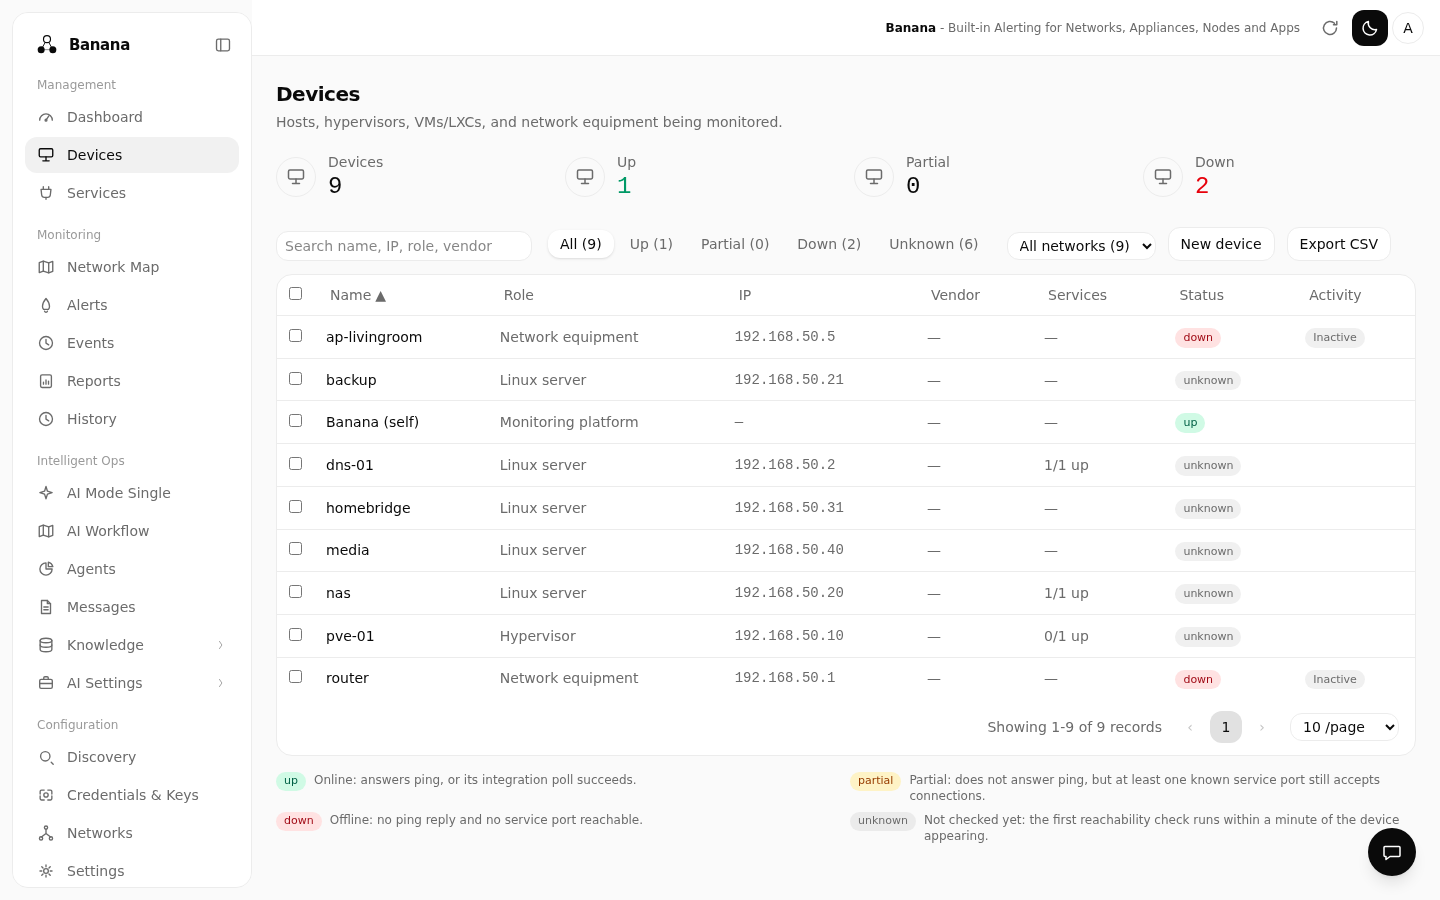 Banana
Management
Dashboard
Devices
Services
Monitoring
Network Map
Alerts
Events
Reports
History
Intelligent Ops
AI Mode Single
AI Workflow
Agents
Messages
Knowledge
AI Settings
Configuration
Discovery
Credentials & Keys
Networks
Settings
Banana - Built-in Alerting for Networks, Appliances, Nodes and Apps
A
Devices
Hosts, hypervisors, VMs/LXCs, and network equipment being monitored.
Devices
9
Up
1
Partial
0
Down
2
Search name, IP, role, vendor All (9) Up (1) Partial (0) Down (2) Unknown (6) All networks (9) New device Export CSV
Name ▲ Role IP Vendor Services Status Activity
ap-livingroom Network equipment 192.168.50.5 — — down Inactive
backup Linux server 192.168.50.21 — — unknown
Banana (self) Monitoring platform — — — up
dns-01 Linux server 192.168.50.2 — 1/1 up unknown
homebridge Linux server 192.168.50.31 — — unknown
media Linux server 192.168.50.40 — — unknown
nas Linux server 192.168.50.20 — 1/1 up unknown
pve-01 Hypervisor 192.168.50.10 — 0/1 up unknown
router Network equipment 192.168.50.1 — — down Inactive
Showing 1-9 of 9 records ‹ 1 › 10 /page
up Online: answers ping, or its integration poll succeeds.
partial Partial: does not answer ping, but at least one known service port still accepts
connections.
down Offline: no ping reply and no service port reachable.
unknown Not checked yet: the first reachability check runs within a minute of the device
appearing.